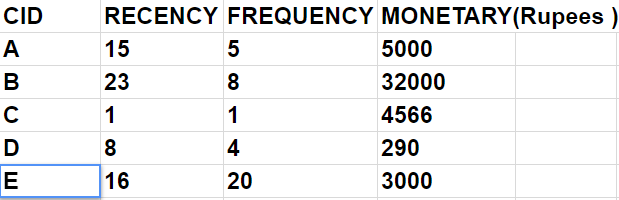 CID RECENCY FREQUENCY MONETARY(Rupees )
A 15 5 5000
B 23 8 32000
C 1 1 4566
D 8 4 290
E 16 20 3000